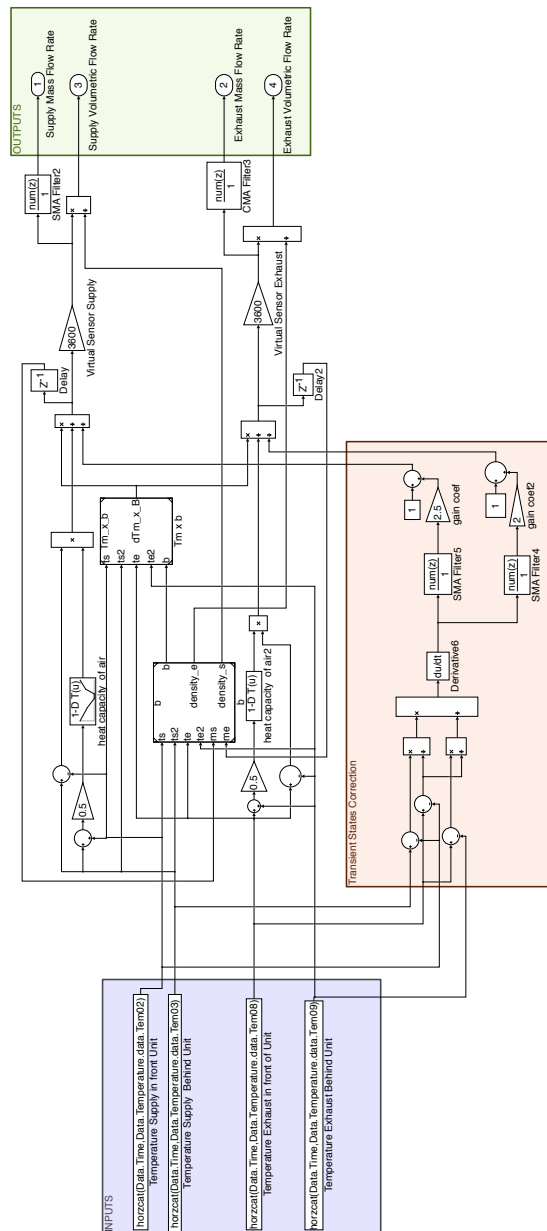 INPUTS
horzcat(Data.Time,Data.Temperature.data.Tem02)
Temperature Supply in front Unit
horzcat(Data.Time,Data.Temperature.data.Tem03)
Temperature Supply Behind Unit
horzcat(Data.Time,Data.Temperature.data.Tem08)
Temperature Exhaust in front of Unit
horzcat(Data.Time,Data.Temperature.data.Tem09)
Temperature Exhaust Behind Unit
0.5
1-D T(u)
heat capacity of air
ts
ts2
te
te2
ms
me
b
density_e
density_s
b
0.5
1-D T(u)
heat capacity of air2
ts
ts2
te
te2
b
Tm_x_b
dTm_x_B
Tm x b
Z-1
Delay
3600
Virtual Sensor Supply
Z-1
Delay2
3600
Virtual Sensor Exhaust
num(z)
1
SMA Filter2
num(z)
1
CMA Filter3
OUTPUTS
1
Supply Mass Flow Rate
3
Supply Volumetric Flow Rate
2
Exhaust Mass Flow Rate
4
Exhaust Volumetric Flow Rate
Transient States Correction
du/dt
Derivative6
num(z)
1
SMA Filter5
num(z)
1
SMA Filter4
2.5
gain coef
2
gain coef2
1
1